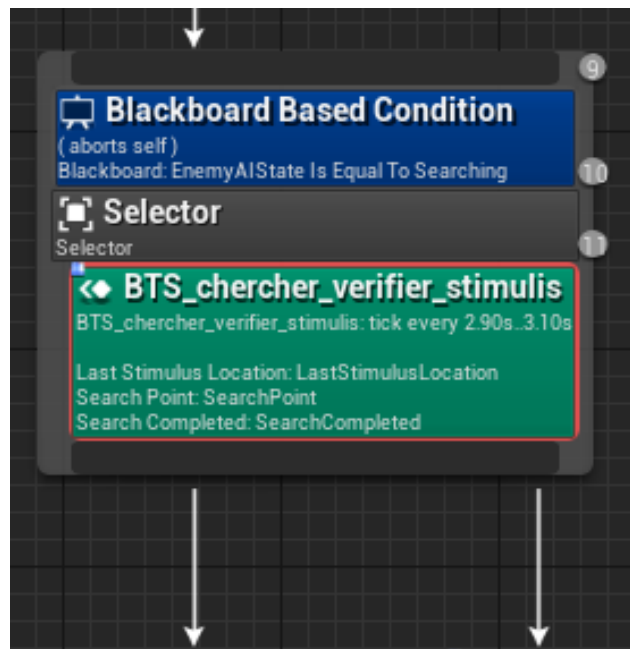 9
Blackboard Based Condition
( aborts self )
Blackboard: EnemyAIState Is Equal To Searching
10
Selector
Selector
11
BTS_chercher_verifier_stimulis
BTS_chercher_verifier_stimulis: tick every 2.90s..3.10s
Last Stimulus Location: LastStimulusLocation
Search Point: SearchPoint
Search Completed: SearchCompleted